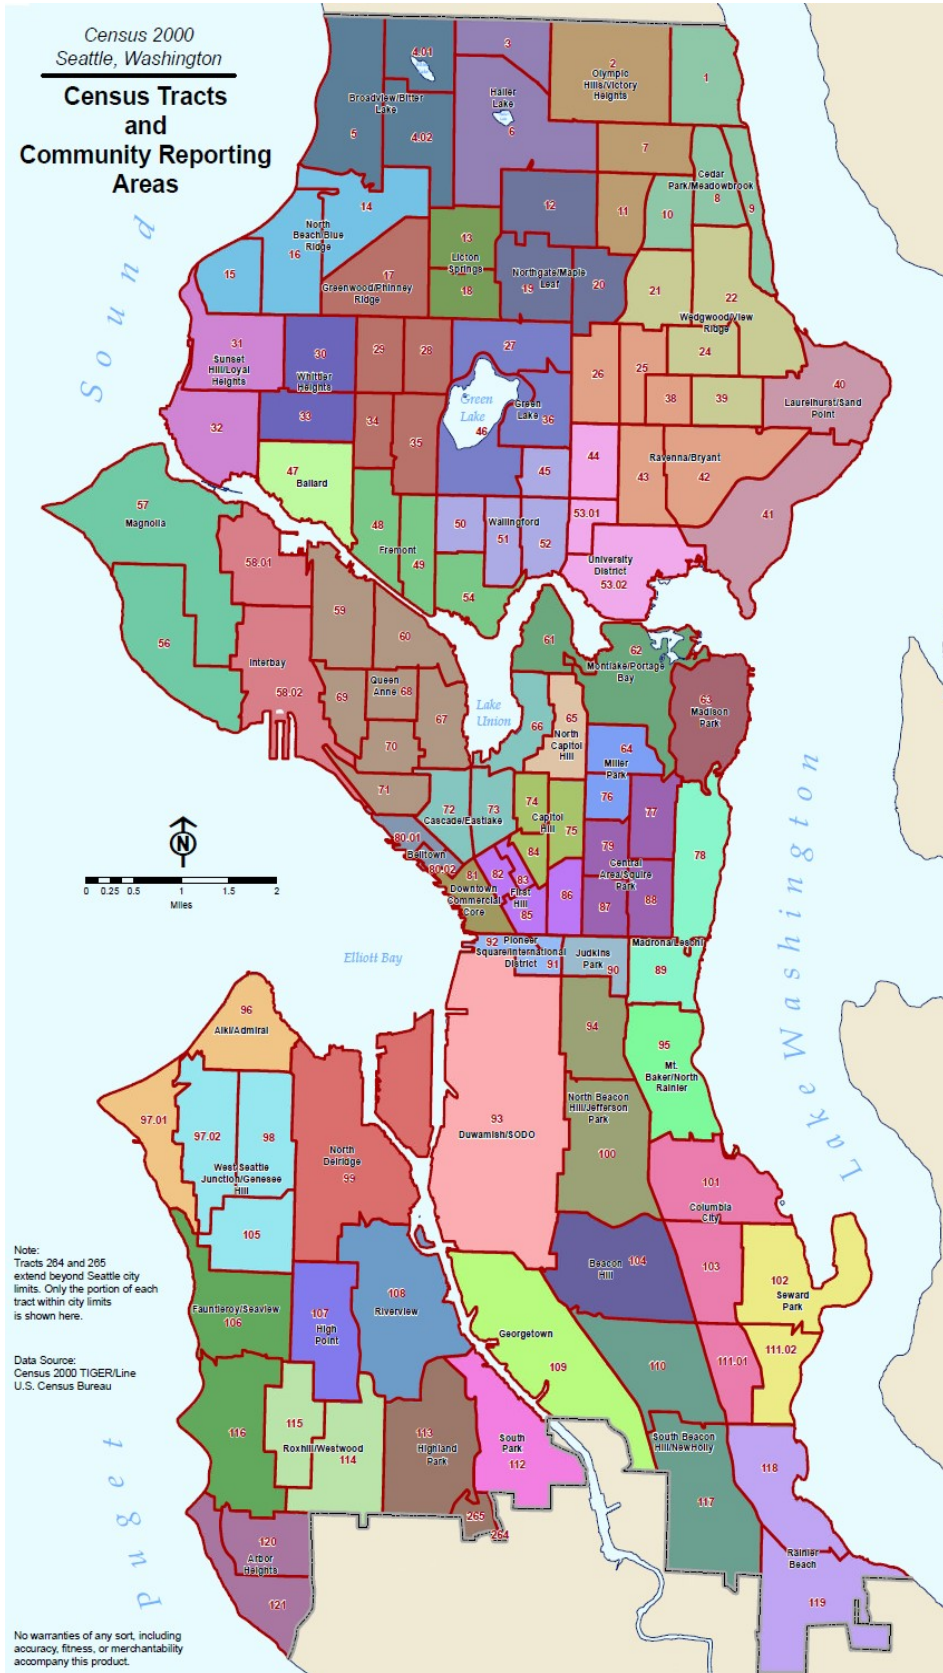 Census 2000
Seattle, Washington
Census Tracts
and
Community Reporting
Areas
3
4.01
2
Olympic
Hills/Victory
Heights
1
Broadview/Bitter
Lake
Haller
Lake
5
4.02
6
7
Cedar
Park/Meadowbrook
14
12
11
10
8
9
North
Beach/Blue
Ridge
16
13
Licton
Springs
15
17
Greenwood/Phinney
Ridge
18
Northgate/Maple
Leaf
19
20
21
22
Wedgwood/View
Ridge
31
Sunset
Hill/Loyal
Heights
30
Whittier
Heights
29
28
27
24
26
25
40
Laurelhurst/Sand
Point
Green
Lake
Green
Lake
38
39
32
33
34
46
36
35
44
Ravenna/Bryant
47
Ballard
45
43
42
57
Magnolia
53.01
41
48
50
Wallingford
51
52
Fremont
49
58.01
University
District
53.02
54
59
60
61
62
Montlake/Portage
Bay
56
Interbay
58.02
Queen
Anne
68
69
67
63
Madison
Park
Lake
Union
66
65
North
Capitol
Hill
70
64
Miller
Park
71
72
73
Cascade/Eastlake
74
Capitol
Hill
75
76
77
80.01
Belltown
80.02
84
79
78
81
82
83
First
Hill
85
86
Central
Area/Squire
Park
87
88
Downtown
Commercial
Core
N
0 0.25 0.5 1 1.5 2
Miles
92
Pioneer
Square/International
District
91
Judkins
Park
90
Madrona/Leschi
89
Elliott Bay
96
Alki/Admiral
94
95
Mt.
Baker/North
Rainier
97.01
97.02
98
93
Duwamish/SODO
North Beacon
Hill/Jefferson
Park
100
North
Delridge
99
West Seattle
Junction/Genesee
Hill
105
101
Columbia
City
Note:
Tracts 264 and 265
extend beyond Seattle city
limits. Only the portion of each
tract within city limits
is shown here.
Beacon
Hill
104
103
102
Seward
Park
Fauntleroy/Seaview
106
107
High
Point
108
Riverview
Georgetown
109
110
111.01
111.02
Data Source:
Census 2000 TIGER/Line
U.S. Census Bureau
116
115
Roxhill/Westwood
114
113
Highland
Park
South
Park
112
South Beacon
Hill/NewHolly
117
118
265
264
120
Arbor
Heights
121
Rainier
Beach
119
No warranties of any sort, including
accuracy, fitness, or merchantability
accompany this product.
Puget Sound
Lake Washington